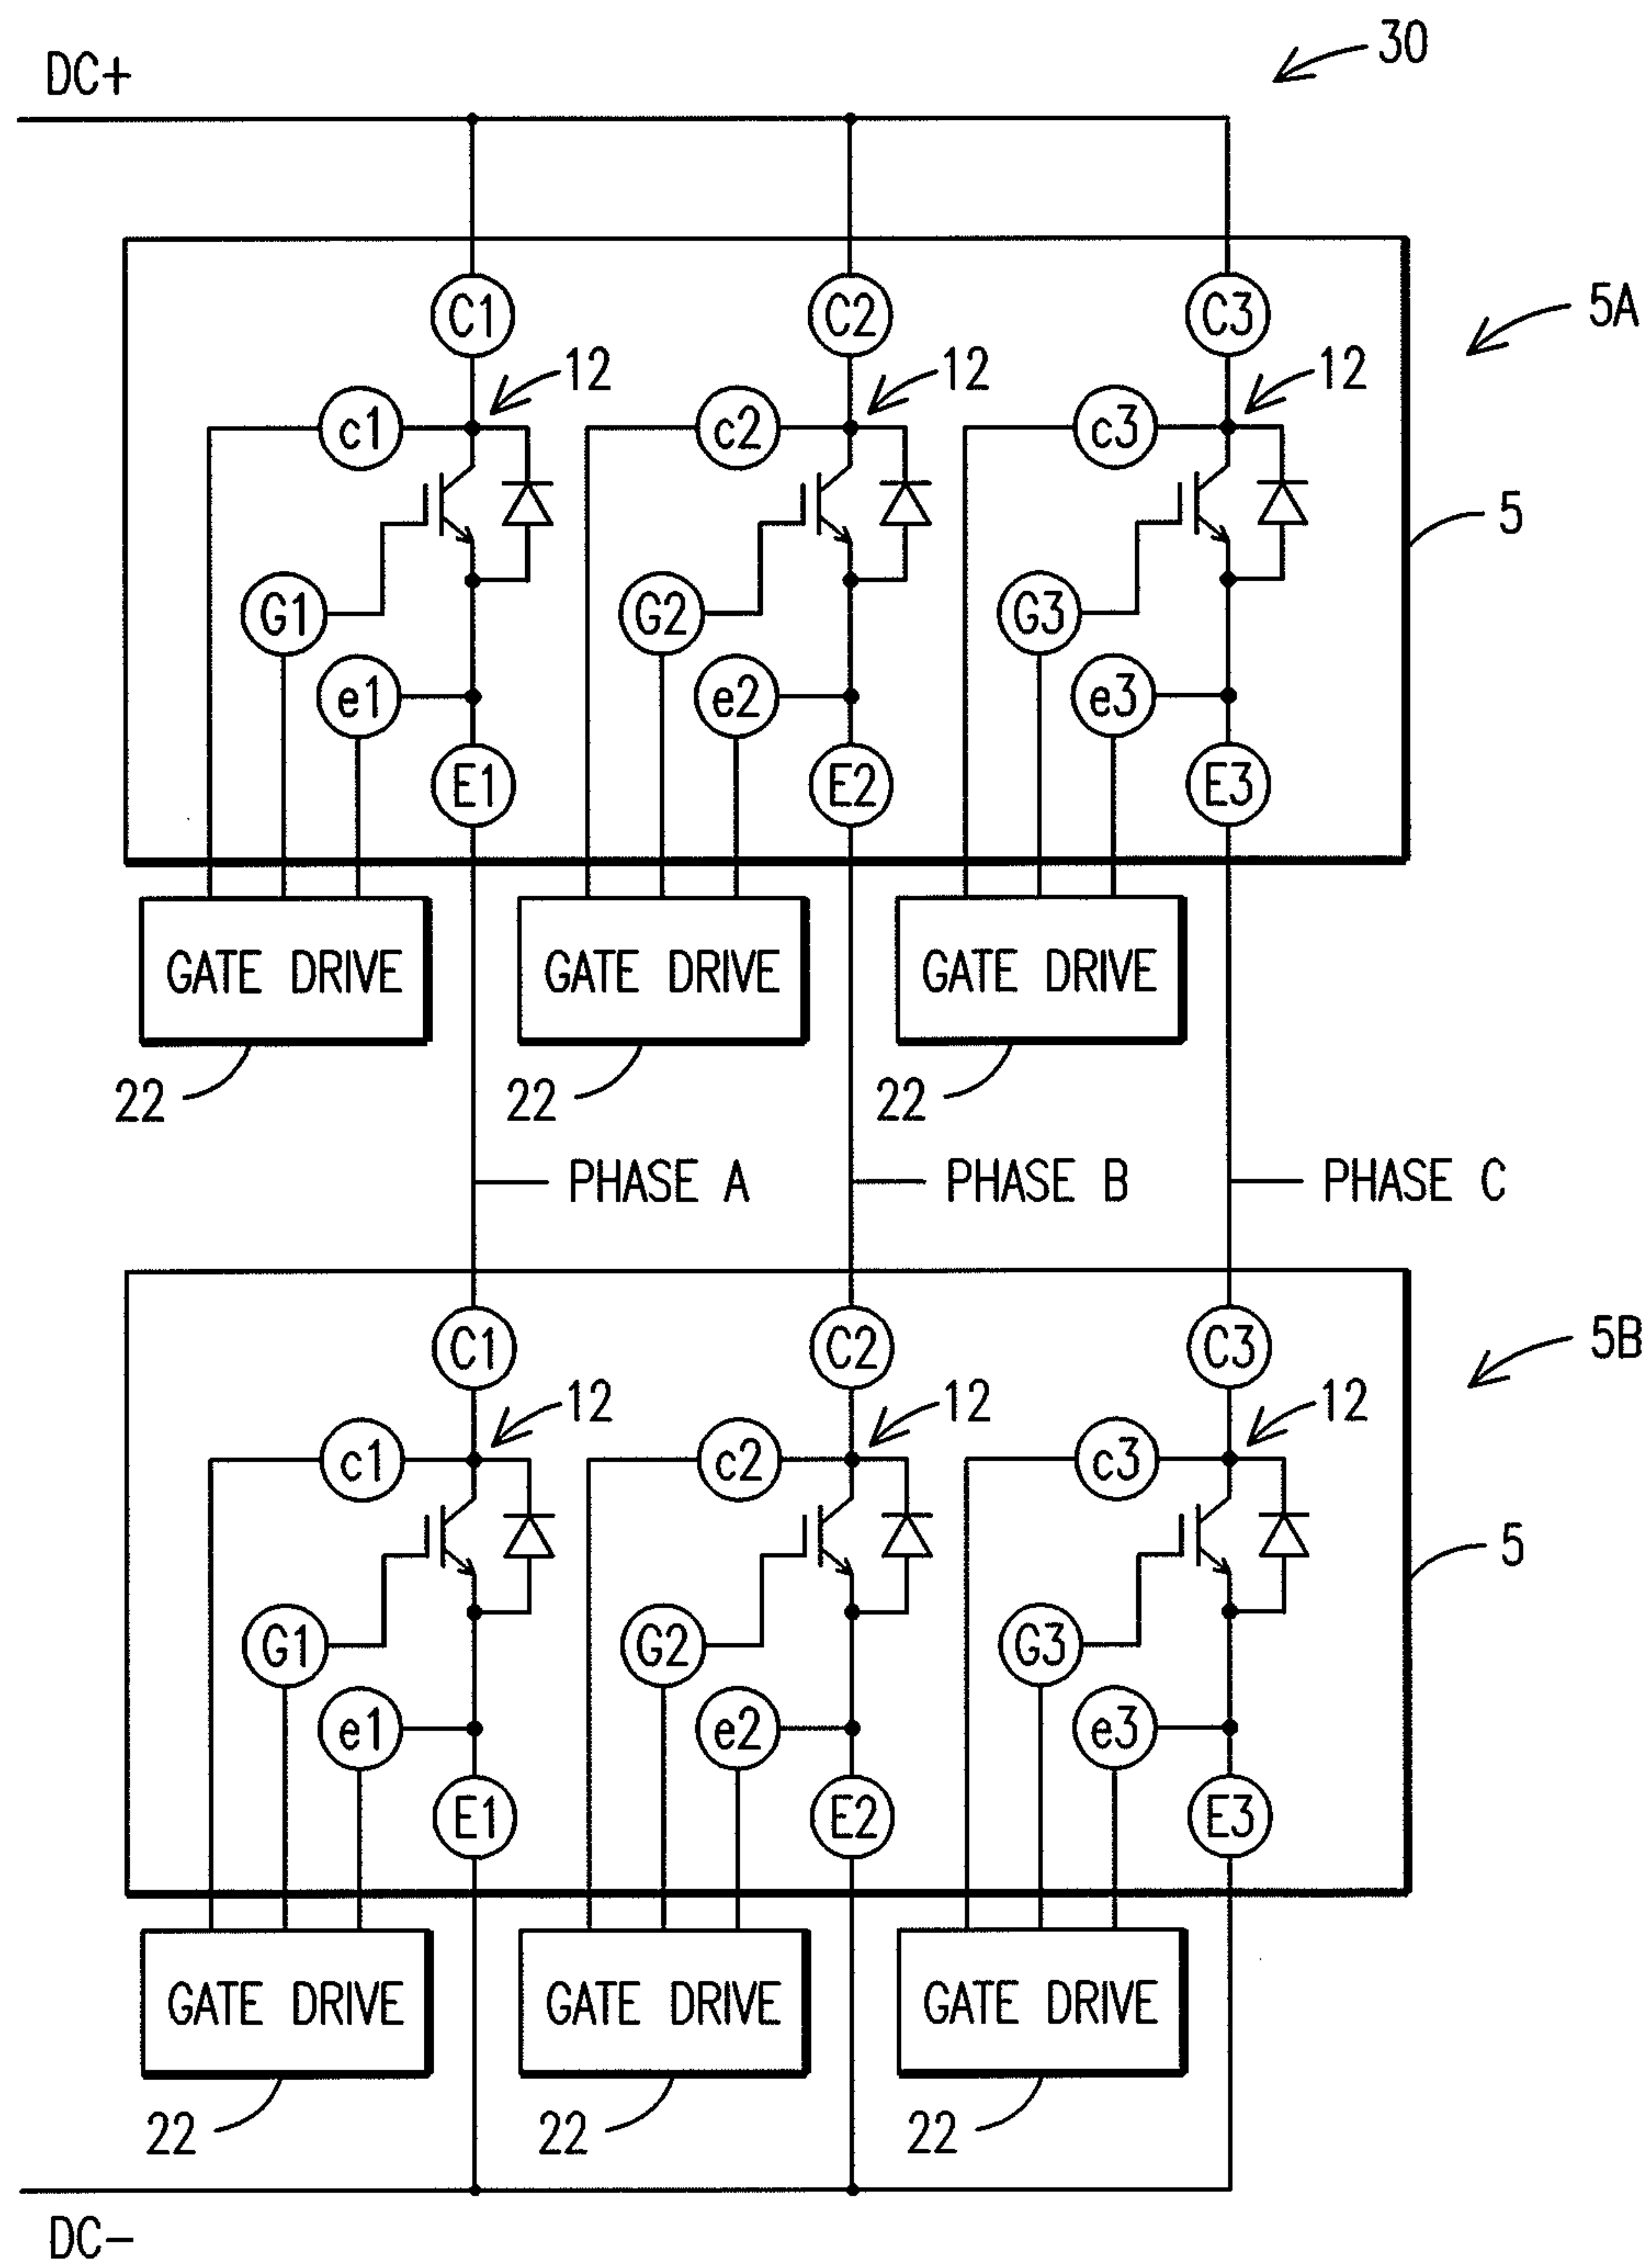 30
DC+
C1 C2 C3
5A
12 12 12
c1 c2 c3
5
G1 G2 G3
e1 e2 e3
E1 E2 E3
GATE DRIVE GATE DRIVE GATE DRIVE
22 22 22
PHASE A PHASE B PHASE C
C1 C2 C3
5B
12 12 12
c1 c2 c3
5
G1 G2 G3
e1 e2 e3
E1 E2 E3
GATE DRIVE GATE DRIVE GATE DRIVE
22 22 22
DC-